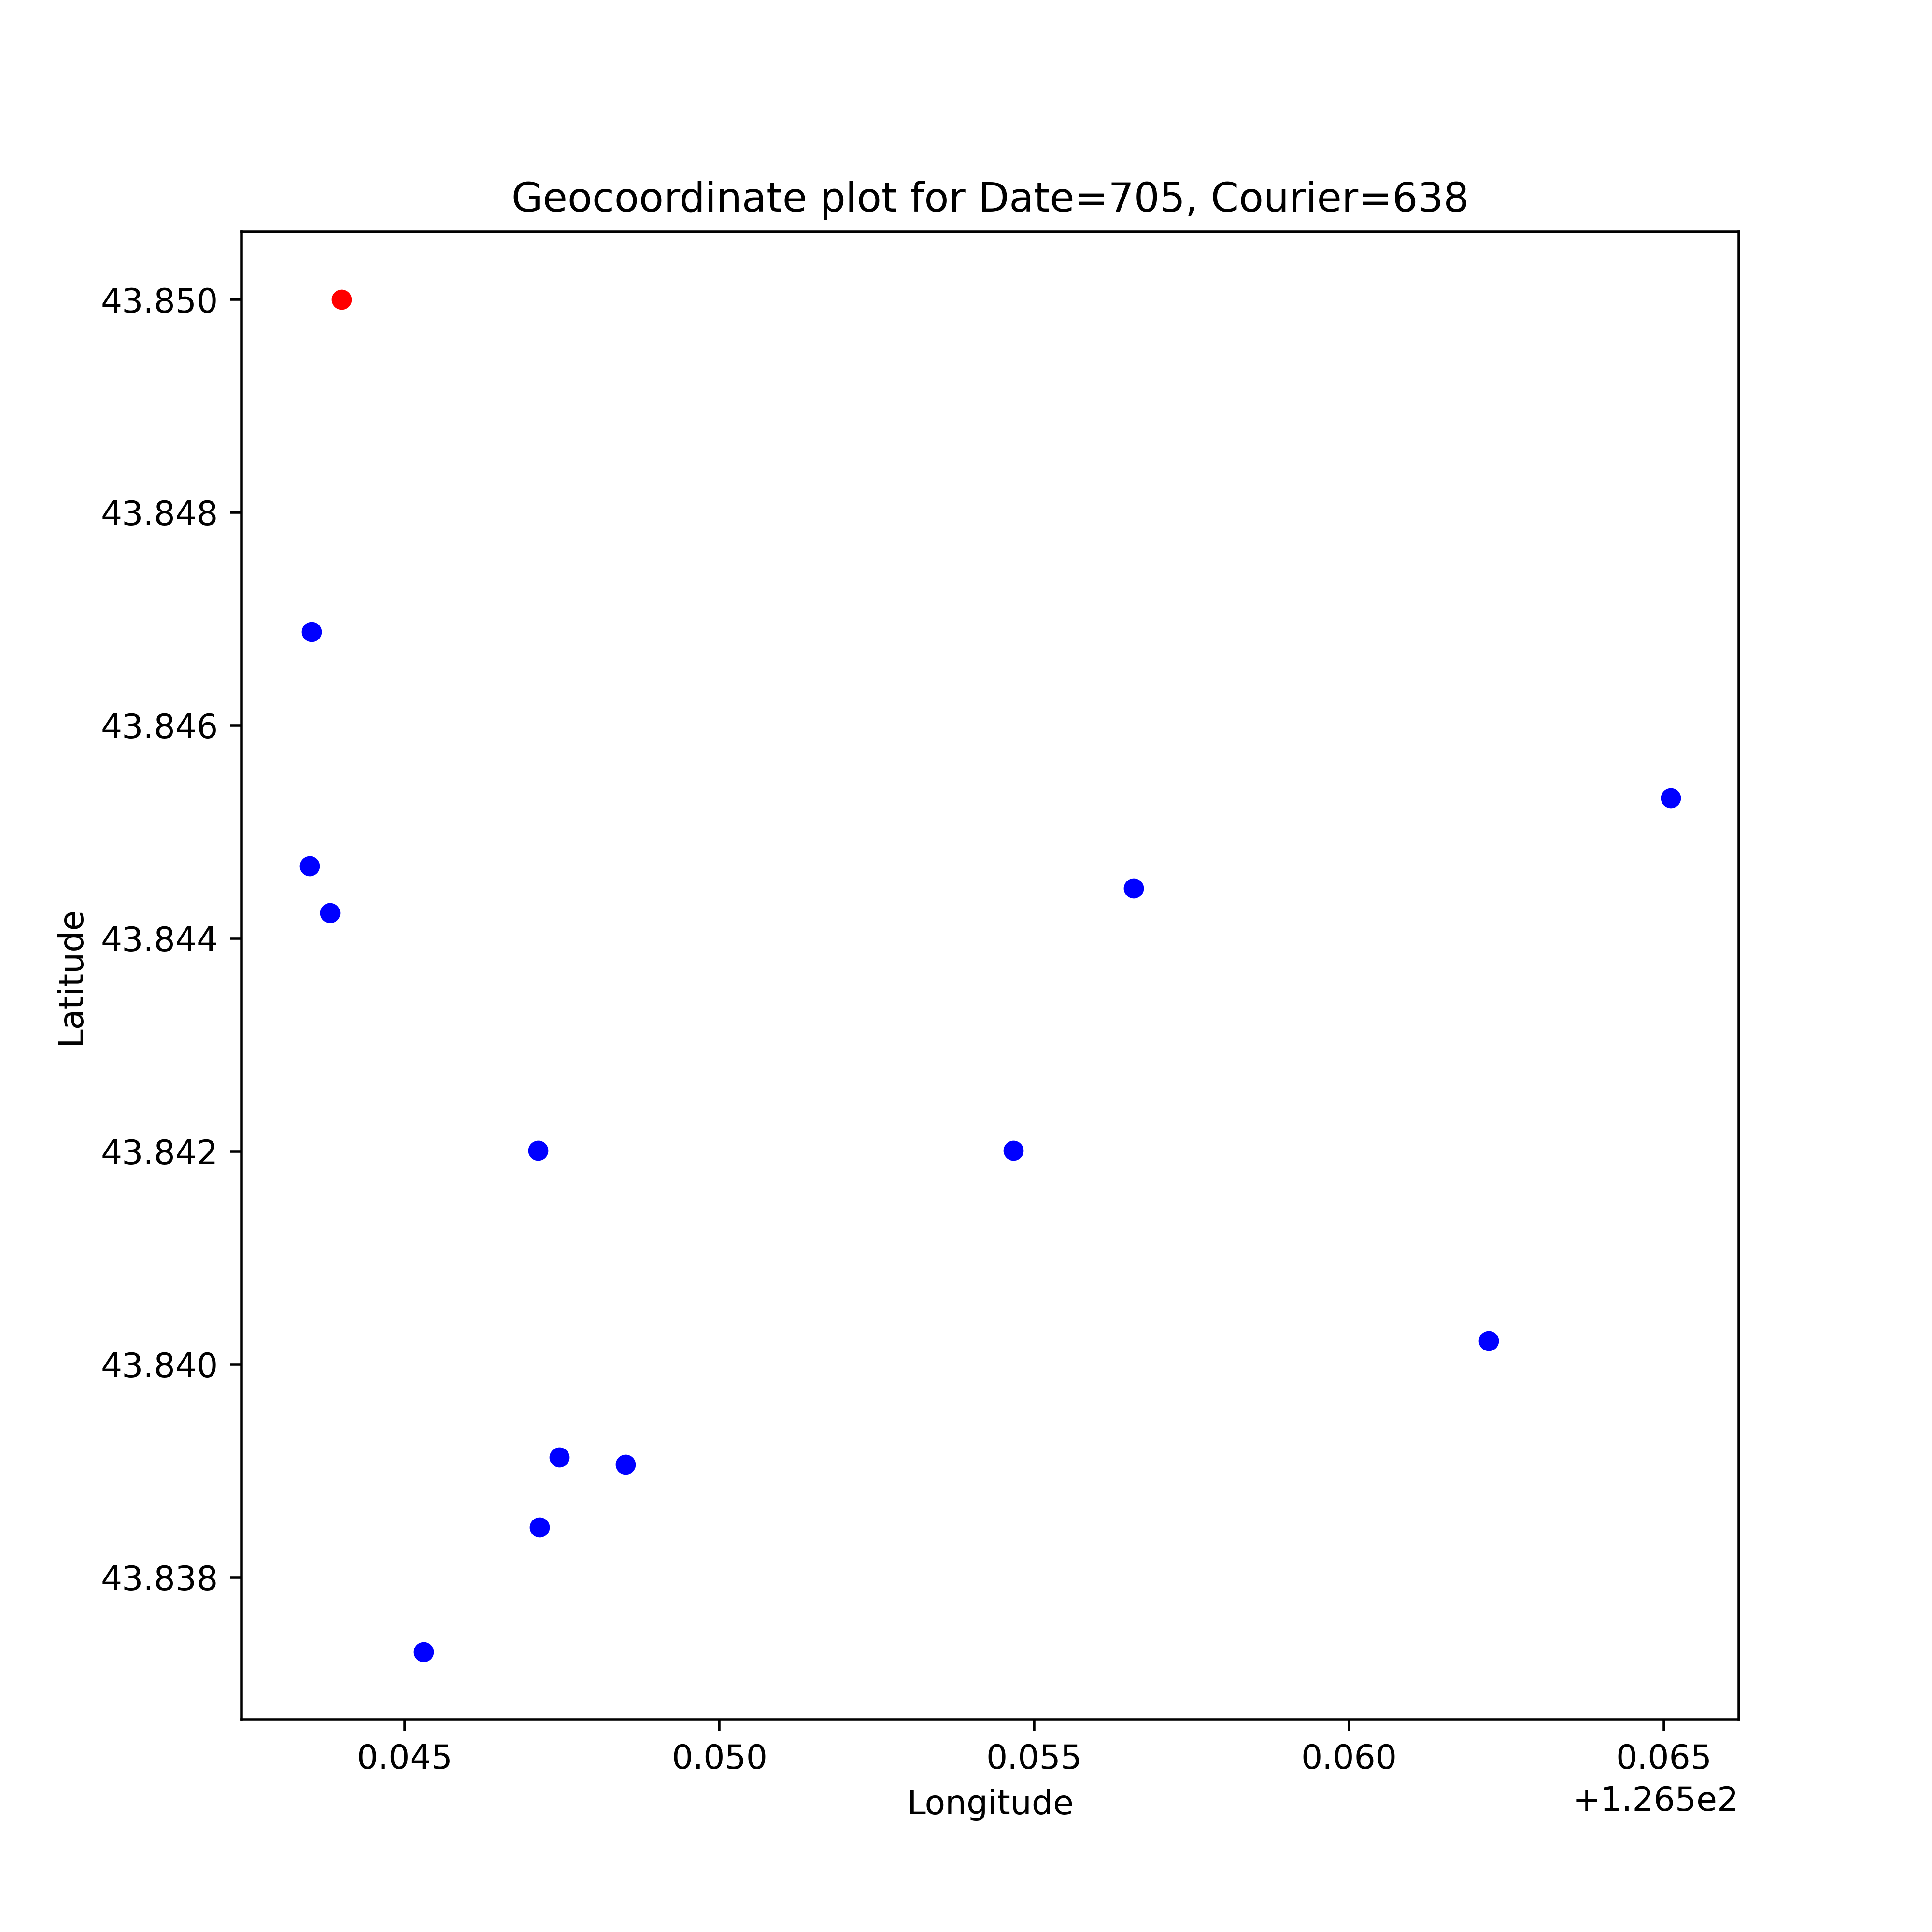 Geocoordinate plot for Date=705, Courier=638
43.850
43.848
43.846
43.844
43.842
43.840
43.838
Latitude
0.045 0.050 0.055 0.060 0.065
+1.265e2
Longitude